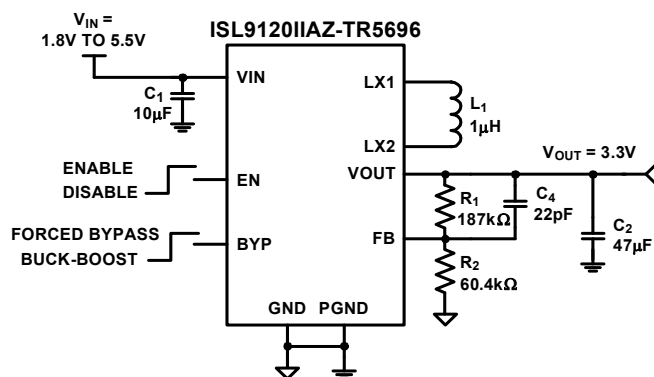 ISL9120IIAZ-TR5696
VIN =
1.8V TO 5.5V
VIN
C1
10μF
ENABLE
DISABLE
EN
FORCED BYPASS
BUCK-BOOST
BYP
GND PGND
LX1
L1
1μH
LX2
VOUT
VOUT = 3.3V
R1
187kΩ
C4
22pF
FB
C2
47μF
R2
60.4kΩ